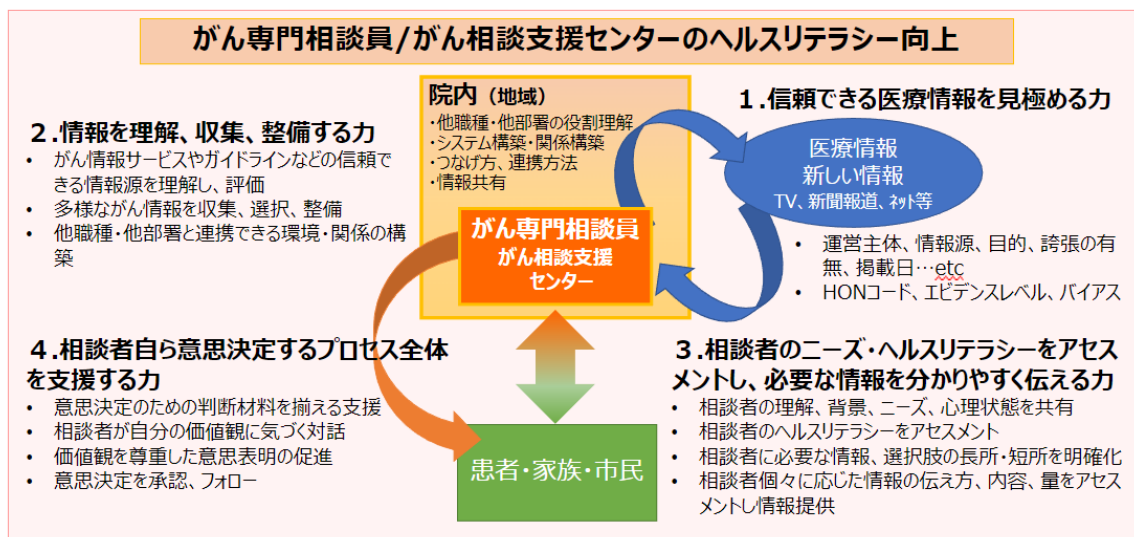 がん専門相談員/がん相談支援センターのヘルスリテラシー向上
院内（地域）
・他職種・他部署の役割理解
・システム構築・関係構築
・つなげ方、連携方法
・情報共有
がん専門相談員
がん相談支援
センター
1.信頼できる医療情報を見極める力
医療情報
新しい情報
TV、新聞報道、ﾈｯﾄ等
• 運営主体、情報源、目的、誇張の有
無、掲載日…etc
• HONコード、エビデンスレベル、バイアス
2.情報を理解、収集、整備する力
• がん情報サービスやガイドラインなどの信頼で
きる情報源を理解し、評価
• 多様ながん情報を収集、選択、整備
• 他職種・他部署と連携できる環境・関係の構
築
3.相談者のニーズ・ヘルスリテラシーをアセス
メントし、必要な情報を分かりやすく伝える力
• 相談者の理解、背景、ニーズ、心理状態を共有
• 相談者のヘルスリテラシーをアセスメント
• 相談者に必要な情報、選択肢の長所・短所を明確化
• 相談者個々に応じた情報の伝え方、内容、量をアセス
メントし情報提供
4.相談者自ら意思決定するプロセス全体
を支援する力
• 意思決定のための判断材料を揃える支援
• 相談者が自分の価値観に気づく対話
• 価値観を尊重した意思表明の促進
• 意思決定を承認、フォロー
患者・家族・市民